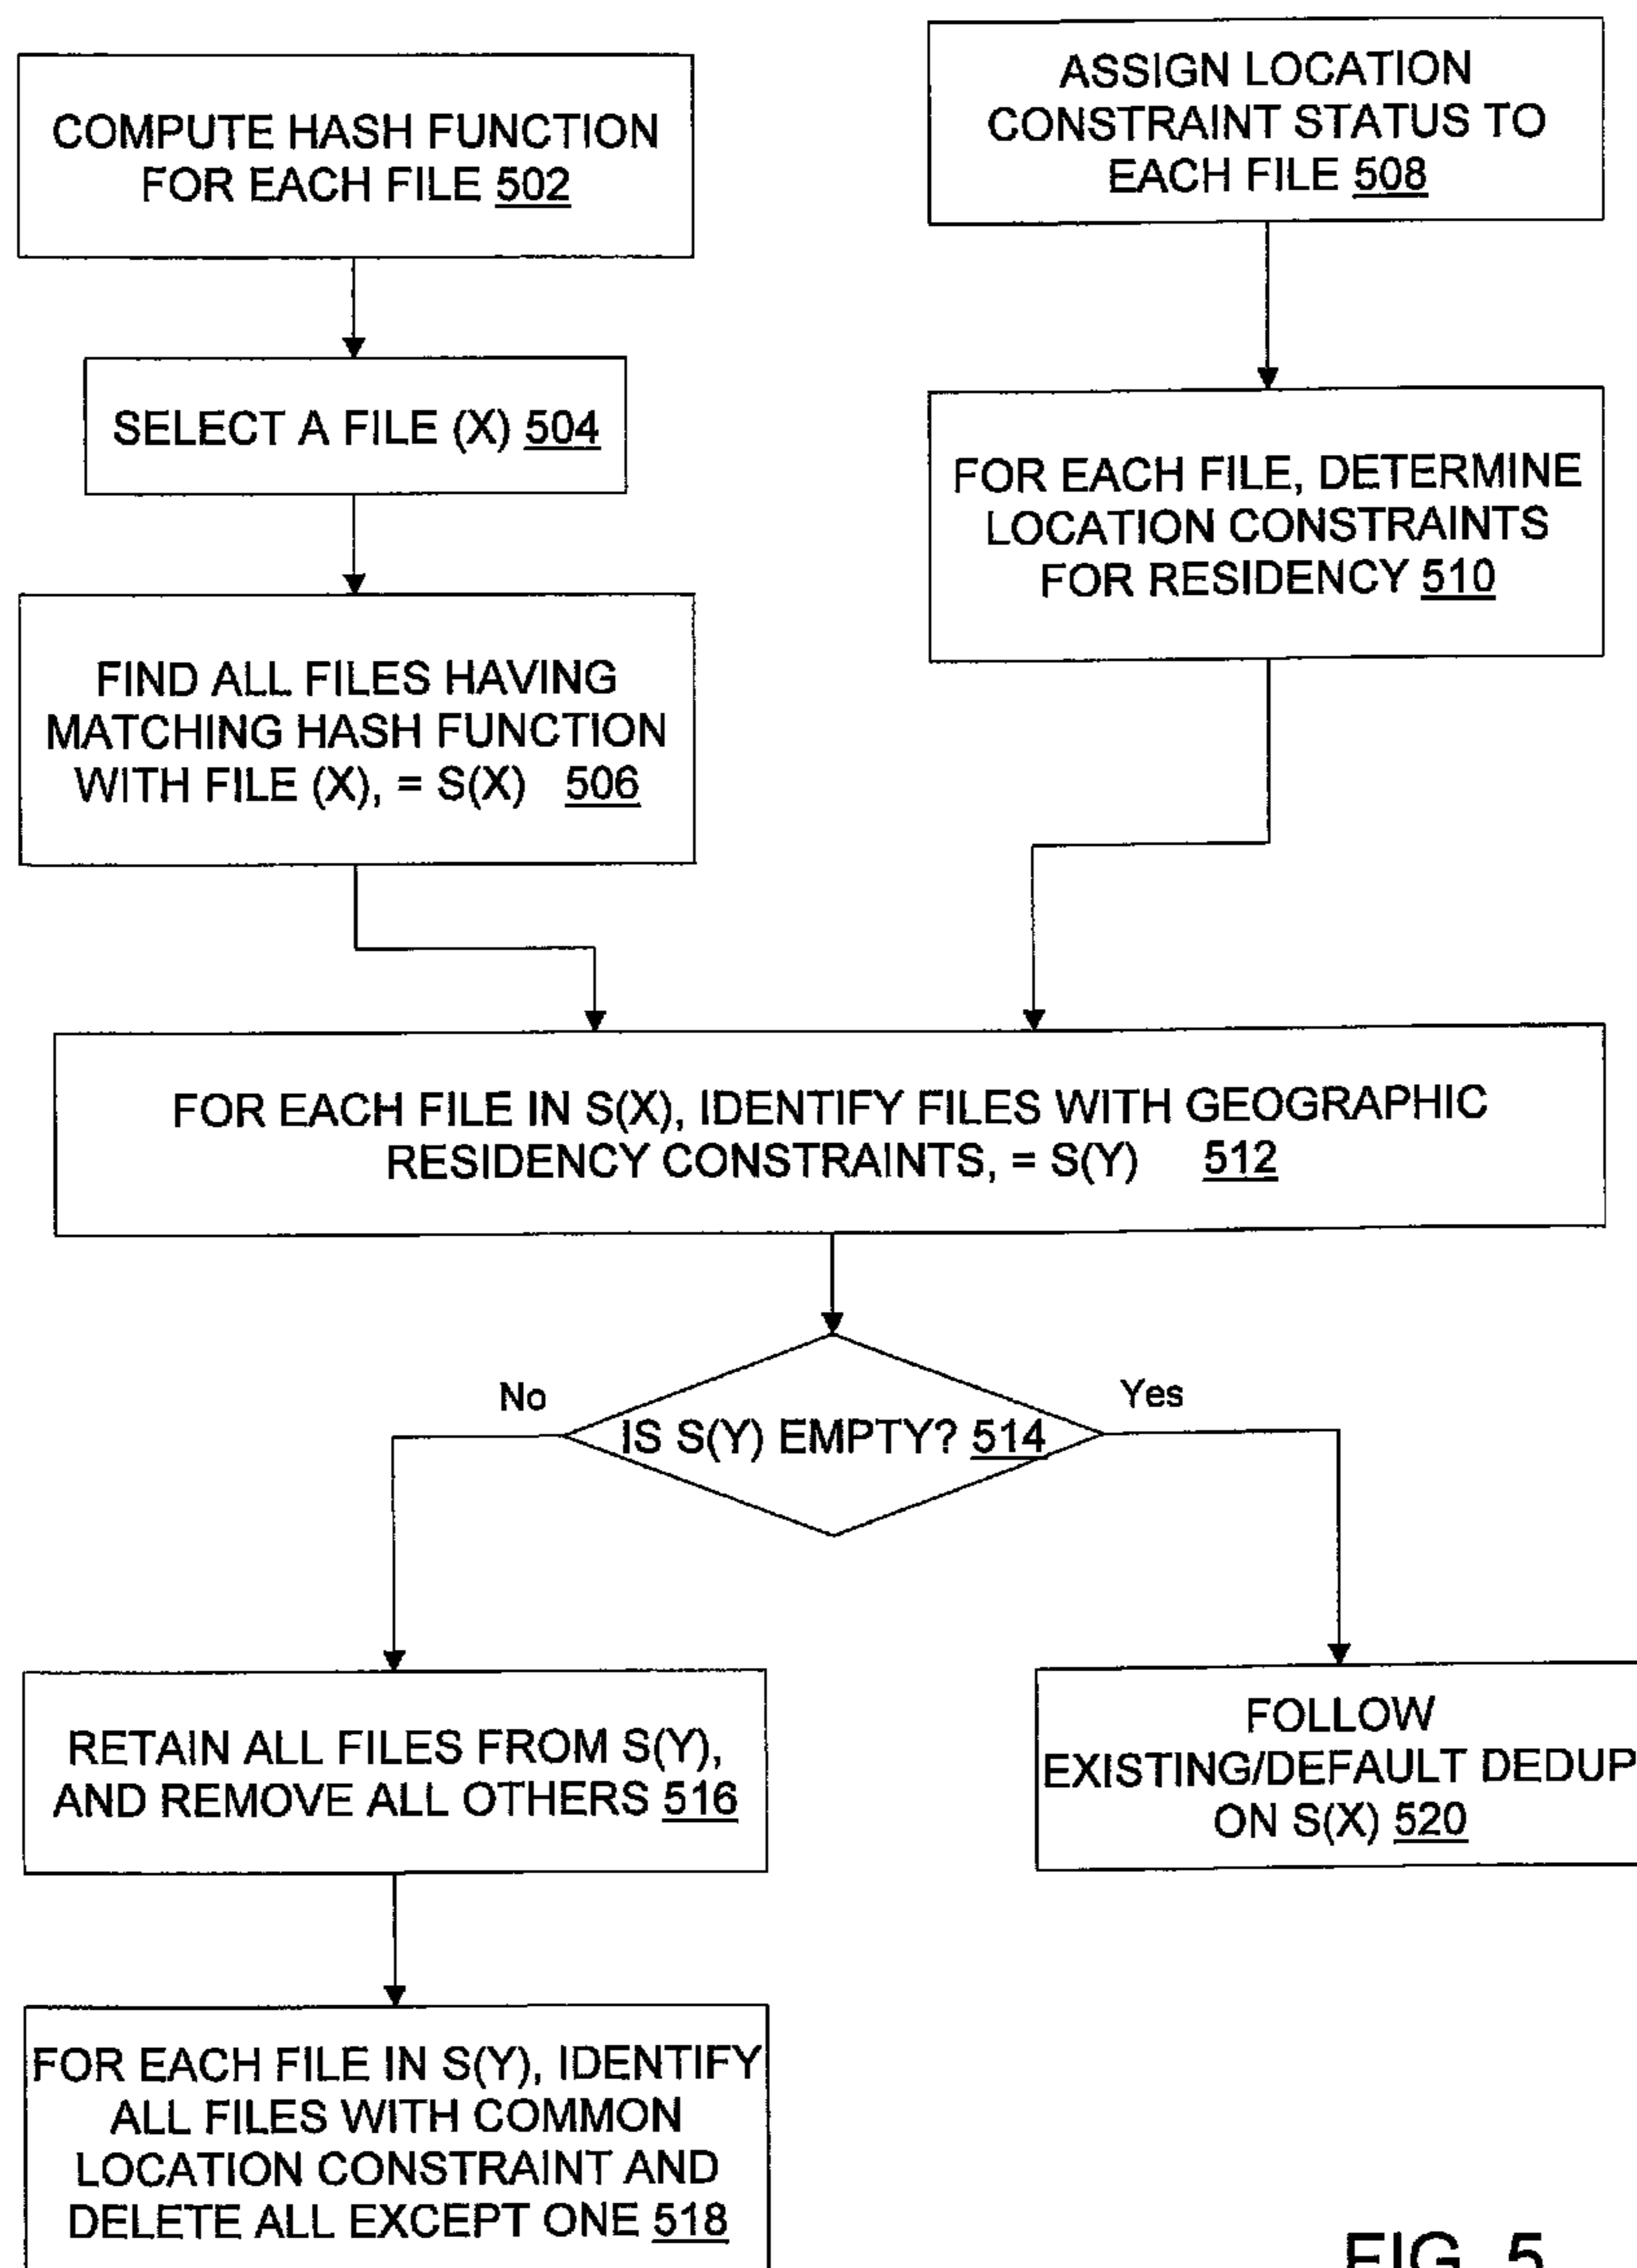 COMPUTE HASH FUNCTION
FOR EACH FILE 502
ASSIGN LOCATION
CONSTRAINT STATUS TO
EACH FILE 508
SELECT A FILE (X) 504
FOR EACH FILE, DETERMINE
LOCATION CONSTRAINTS
FOR RESIDENCY 510
FIND ALL FILES HAVING
MATCHING HASH FUNCTION
WITH FILE (X), = S(X) 506
FOR EACH FILE IN S(X), IDENTIFY FILES WITH GEOGRAPHIC
RESIDENCY CONSTRAINTS, = S(Y) 512
No
Yes
IS S(Y) EMPTY? 514
RETAIN ALL FILES FROM S(Y),
AND REMOVE ALL OTHERS 516
FOLLOW
EXISTING/DEFAULT DEDUP
ON S(X) 520
FOR EACH FILE IN S(Y), IDENTIFY
ALL FILES WITH COMMON
LOCATION CONSTRAINT AND
DELETE ALL EXCEPT ONE 518
FIG. 5